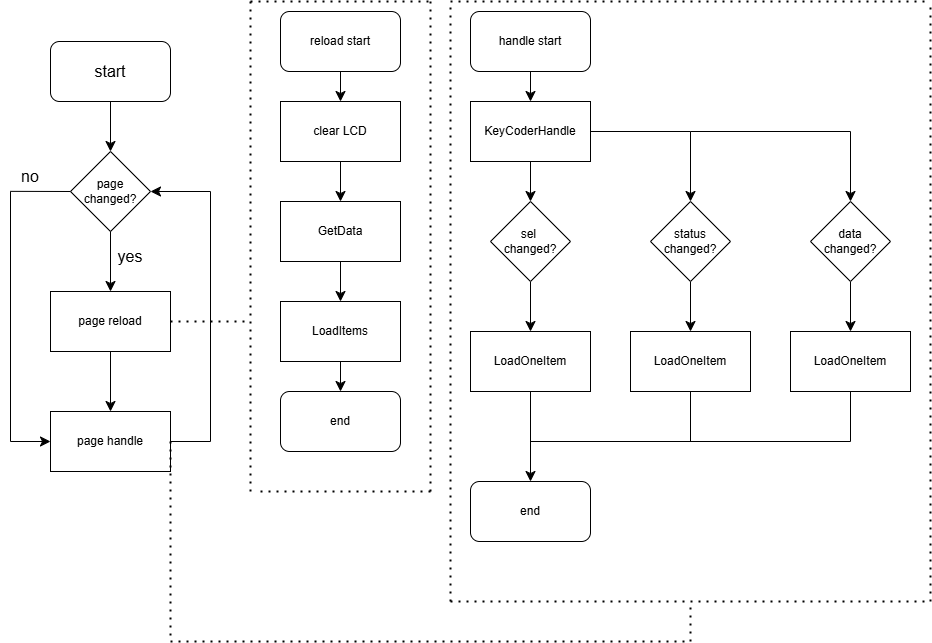 start
no
page
changed?
yes
page reload
page handle
reload start
clear LCD
GetData
LoadItems
end
handle start
KeyCoderHandle
sel
changed?
status
changed?
data
changed?
LoadOneItem
LoadOneItem
LoadOneItem
end